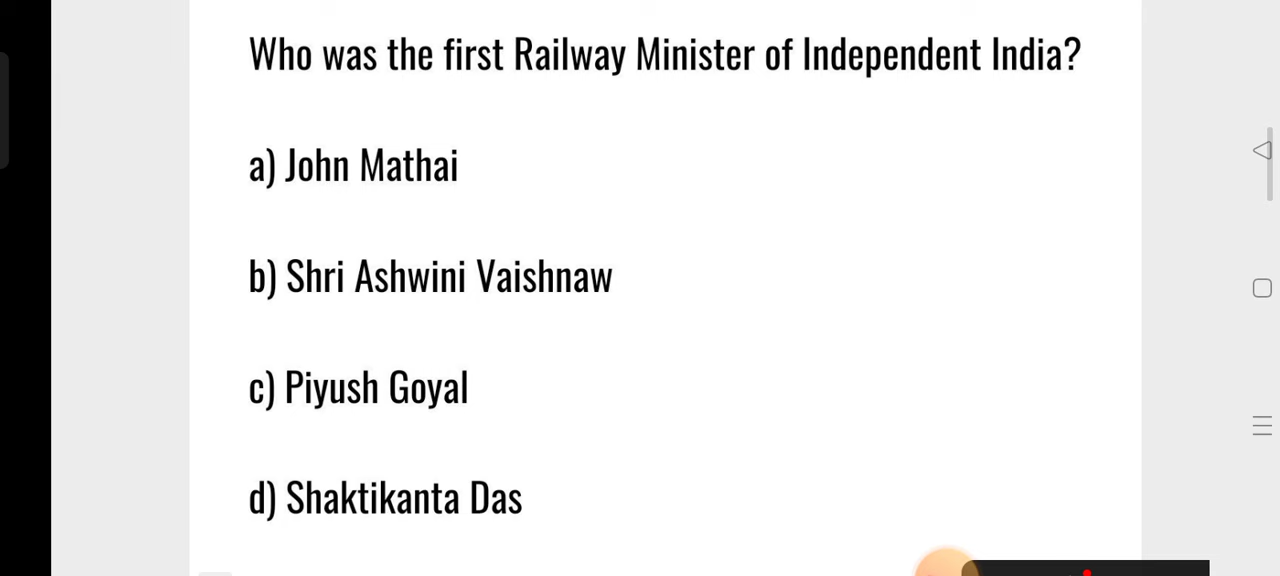 Who was the first Railway Minister of Independent India?
a) John Mathai
b) Shri Ashwini Vaishnaw
c) Piyush Goyal
d) Shaktikanta Das